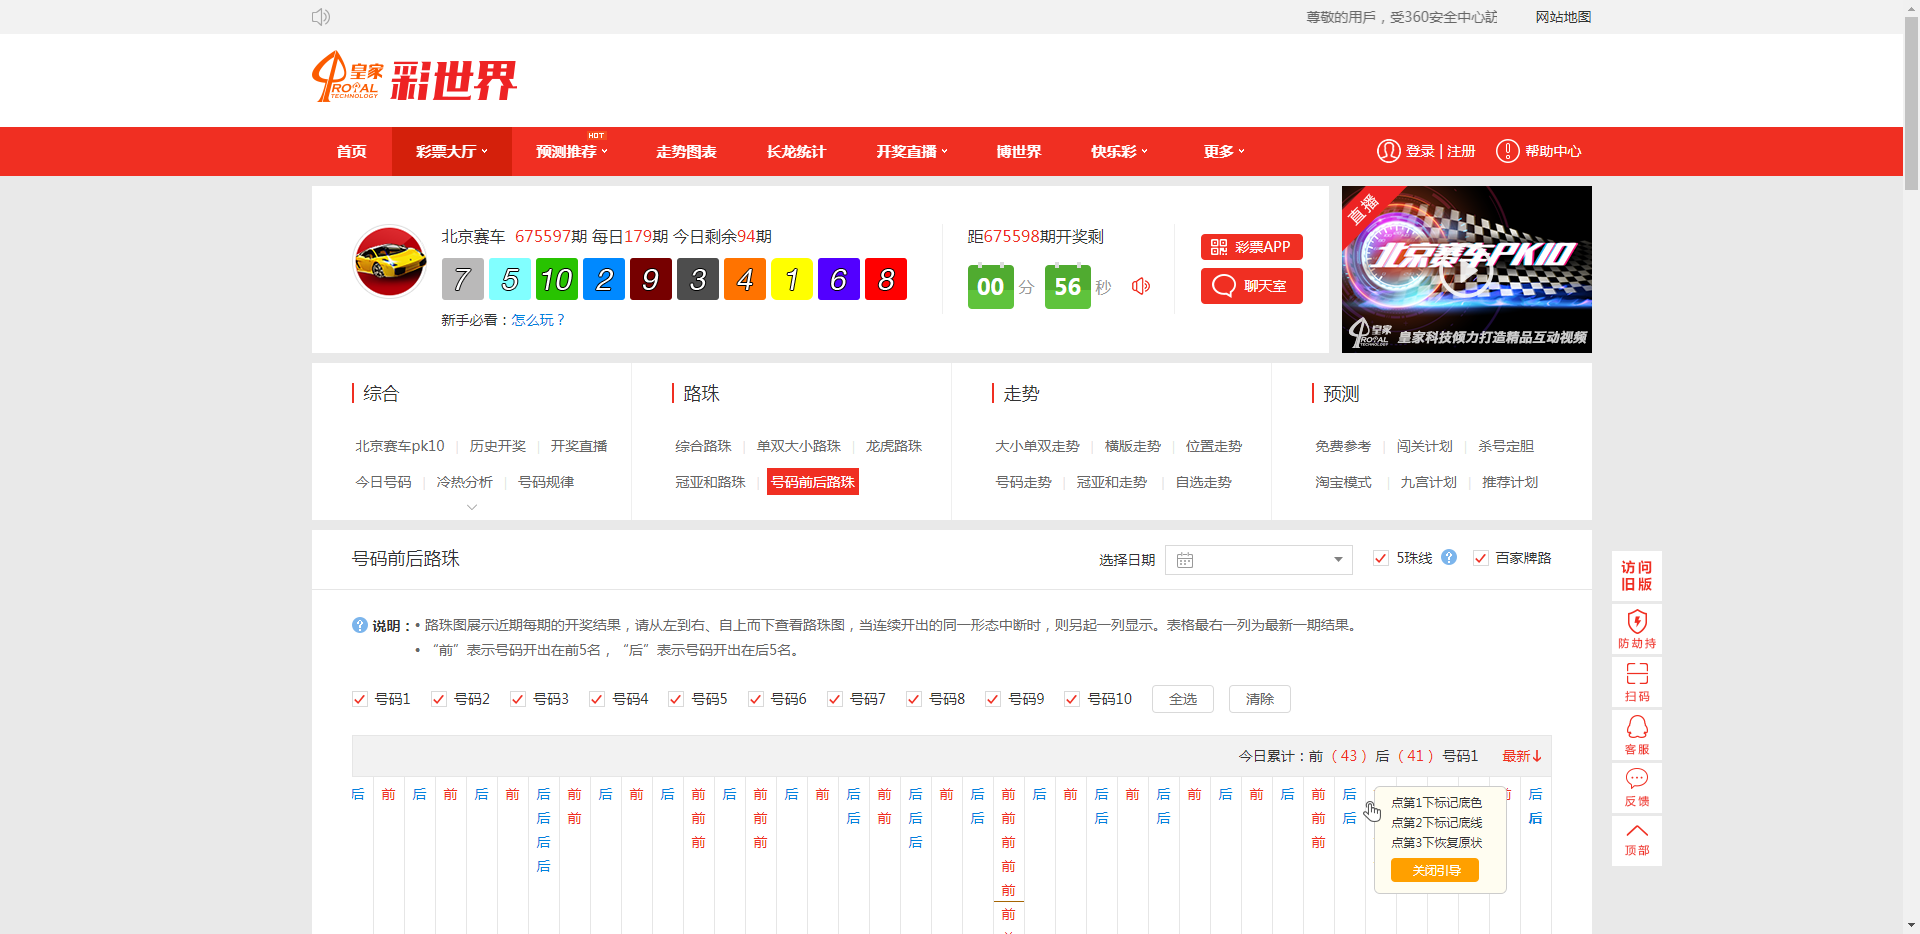 尊敬的用戶，受360安全中心訪
网站地图
皇家
ROYAL
TECHNOLOGY
彩世界
首页
彩票大厅
预测推荐
HOT
走势图表
长龙统计
开奖直播
博世界
快乐彩
更多
登录 | 注册
帮助中心
北京赛车 675597期 每日179期 今日剩余94期
7 5 10 2 9 3 4 1 6 8
新手必看：怎么玩？
距675598期开奖剩
00 分 56 秒
彩票APP
聊天室
直播
北京赛车PK10
皇家
ROYAL
TECHNOLOGY
皇家科技倾力打造精品互动视频
综合
北京赛车pk10 | 历史开奖 | 开奖直播
今日号码 | 冷热分析 | 号码规律
路珠
综合路珠 | 单双大小路珠 | 龙虎路珠
冠亚和路珠 | 号码前后路珠
走势
大小单双走势 | 横版走势 | 位置走势
号码走势 | 冠亚和走势 | 自选走势
预测
免费参考 | 闯关计划 | 杀号定胆
淘宝模式 | 九宫计划 | 推荐计划
号码前后路珠
选择日期
5珠线
百家牌路
说明：• 路珠图展示近期每期的开奖结果，请从左到右、自上而下查看路珠图，当连续开出的同一形态中断时，则另起一列显示。表格最右一列为最新一期结果。
• “前”表示号码开出在前5名，“后”表示号码开出在后5名。
号码1 号码2 号码3 号码4 号码5 号码6 号码7 号码8 号码9 号码10 全选 清除
今日累计：前（43）后（41）号码1 最新↓
后 前 后 前 后 前 后 前 后 前 后 前 后 前 后 前 后 前 后 前 后 前 后 前 后 前 后 前 后 前 后 前 后 前 后
后 前 前 前 后 前 后 后 前 后 后 前 后 后
后 前 前 后 前 前
后 前
前
前
点第1下标记底色
点第2下标记底线
点第3下恢复原状
关闭引导
访问
旧版
防劫持
扫码
客服
反馈
顶部